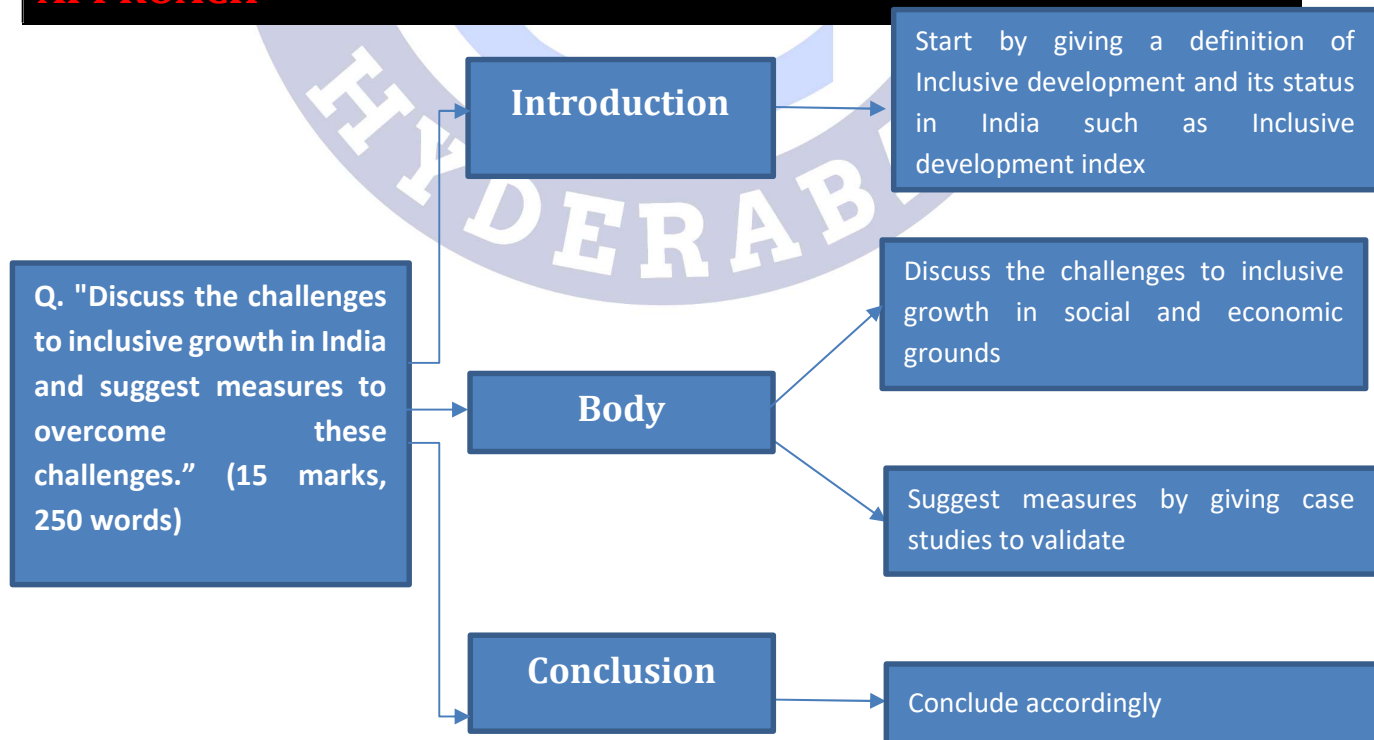 APPROACH
HYDERAB
Introduction
Start by giving a definition of
Inclusive development and its status
in India such as Inclusive
development index
Q. "Discuss the challenges
to inclusive growth in India
and suggest measures to
overcome these
challenges.” (15 marks,
250 words)
Body
Discuss the challenges to inclusive
growth in social and economic
grounds
Suggest measures by giving case
studies to validate
Conclusion
Conclude accordingly